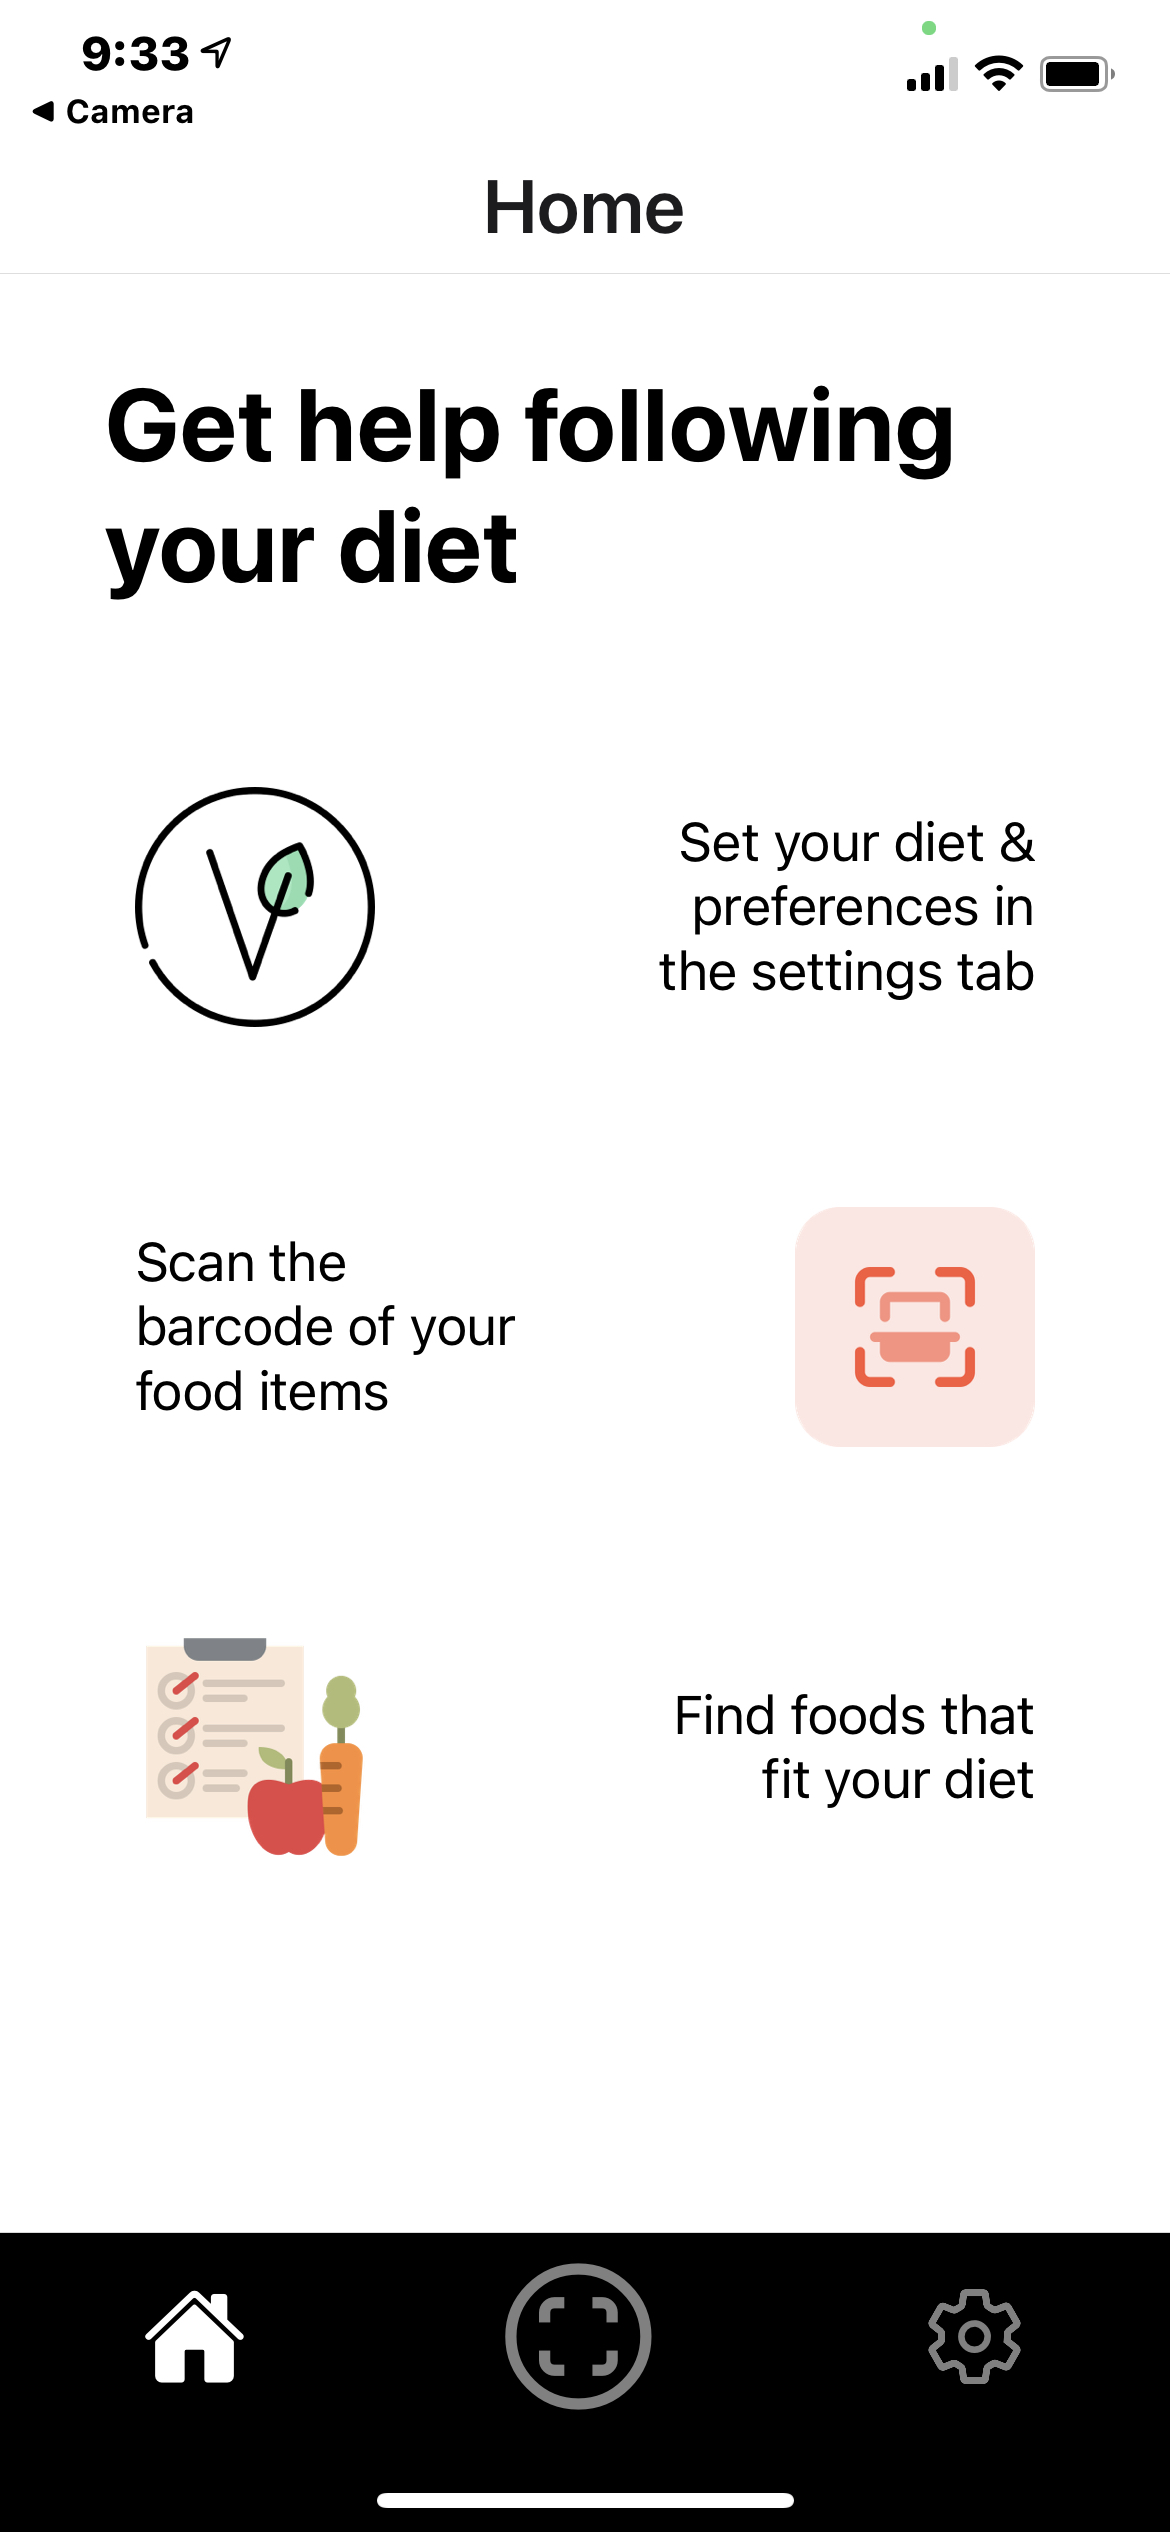 9:33
Camera
Home
Get help following
your diet
Set your diet &
preferences in
the settings tab
Scan the
barcode of your
food items
Find foods that
fit your diet